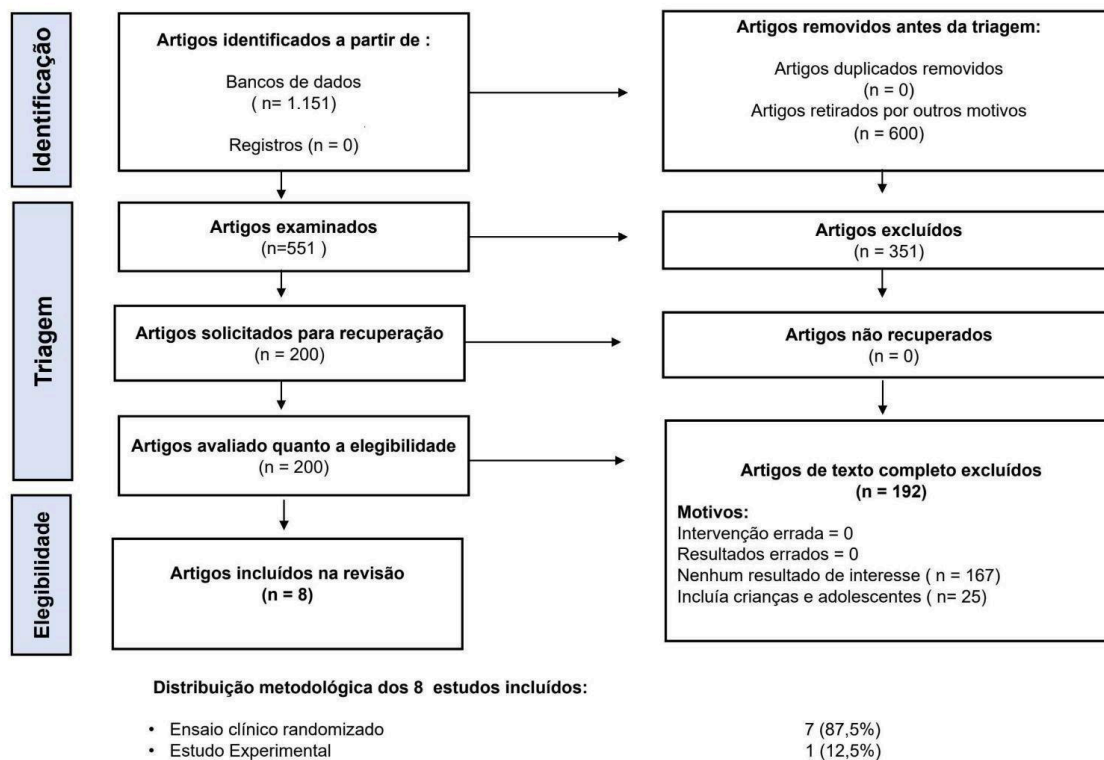 Identificação
Artigos identificados a partir de :
Bancos de dados
( n= 1.151)
Registros (n = 0)
Artigos removidos antes da triagem:
Artigos duplicados removidos
(n = 0)
Artigos retirados por outros motivos
(n = 600)
Triagem
Artigos examinados
(n=551 )
Artigos excluídos
(n = 351)
Artigos solicitados para recuperação
(n = 200)
Artigos não recuperados
(n = 0)
Artigos avaliado quanto a elegibilidade
(n = 200)
Artigos de texto completo excluídos
(n = 192)
Motivos:
Intervenção errada = 0
Resultados errados = 0
Nenhum resultado de interesse ( n = 167)
Incluía crianças e adolescentes ( n= 25)
Elegibilidade
Artigos incluídos na revisão
(n = 8)
Distribuição metodológica dos 8 estudos incluídos:
• Ensaio clínico randomizado 7 (87,5%)
• Estudo Experimental 1 (12,5%)